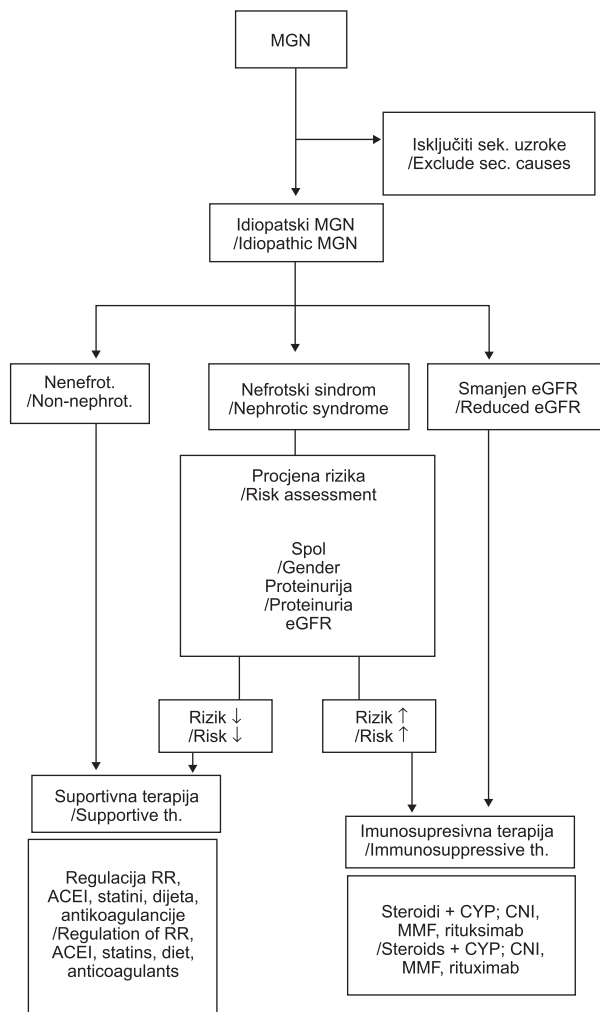 MGN
Isključiti sek. uzroke
/Exclude sec. causes
Idiopatski MGN
/Idiopathic MGN
Nenefrot.
/Non-nephrot.
Nefrotski sindrom
/Nephrotic syndrome
Smanjen eGFR
/Reduced eGFR
Procjena rizika
/Risk assessment
Spol
/Gender
Proteinurija
/Proteinuria
eGFR
Rizik ↓
/Risk ↓
Rizik ↑
/Risk ↑
Suportivna terapija
/Supportive th.
Imunosupresivna terapija
/Immunosuppressive th.
Regulacija RR,
ACEI, statini, dijeta,
antikoagulancije
/Regulation of RR,
ACEI, statins, diet,
anticoagulants
Steroidi + CYP; CNI,
MMF, rituksimab
/Steroids + CYP; CNI,
MMF, rituximab